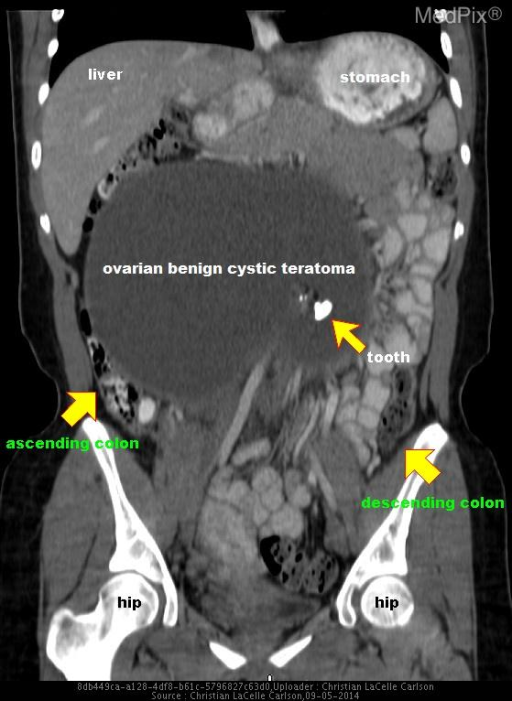 MedPix®
liver
stomach
ovarian benign cystic teratoma
tooth
ascending colon
descending colon
hip
hip
8db449ca-a128-4df8-b61c-5796827c63d0,Uploader : Christian LaCelle Carlson
Source : Christian LaCelle Carlson,09-05-2014